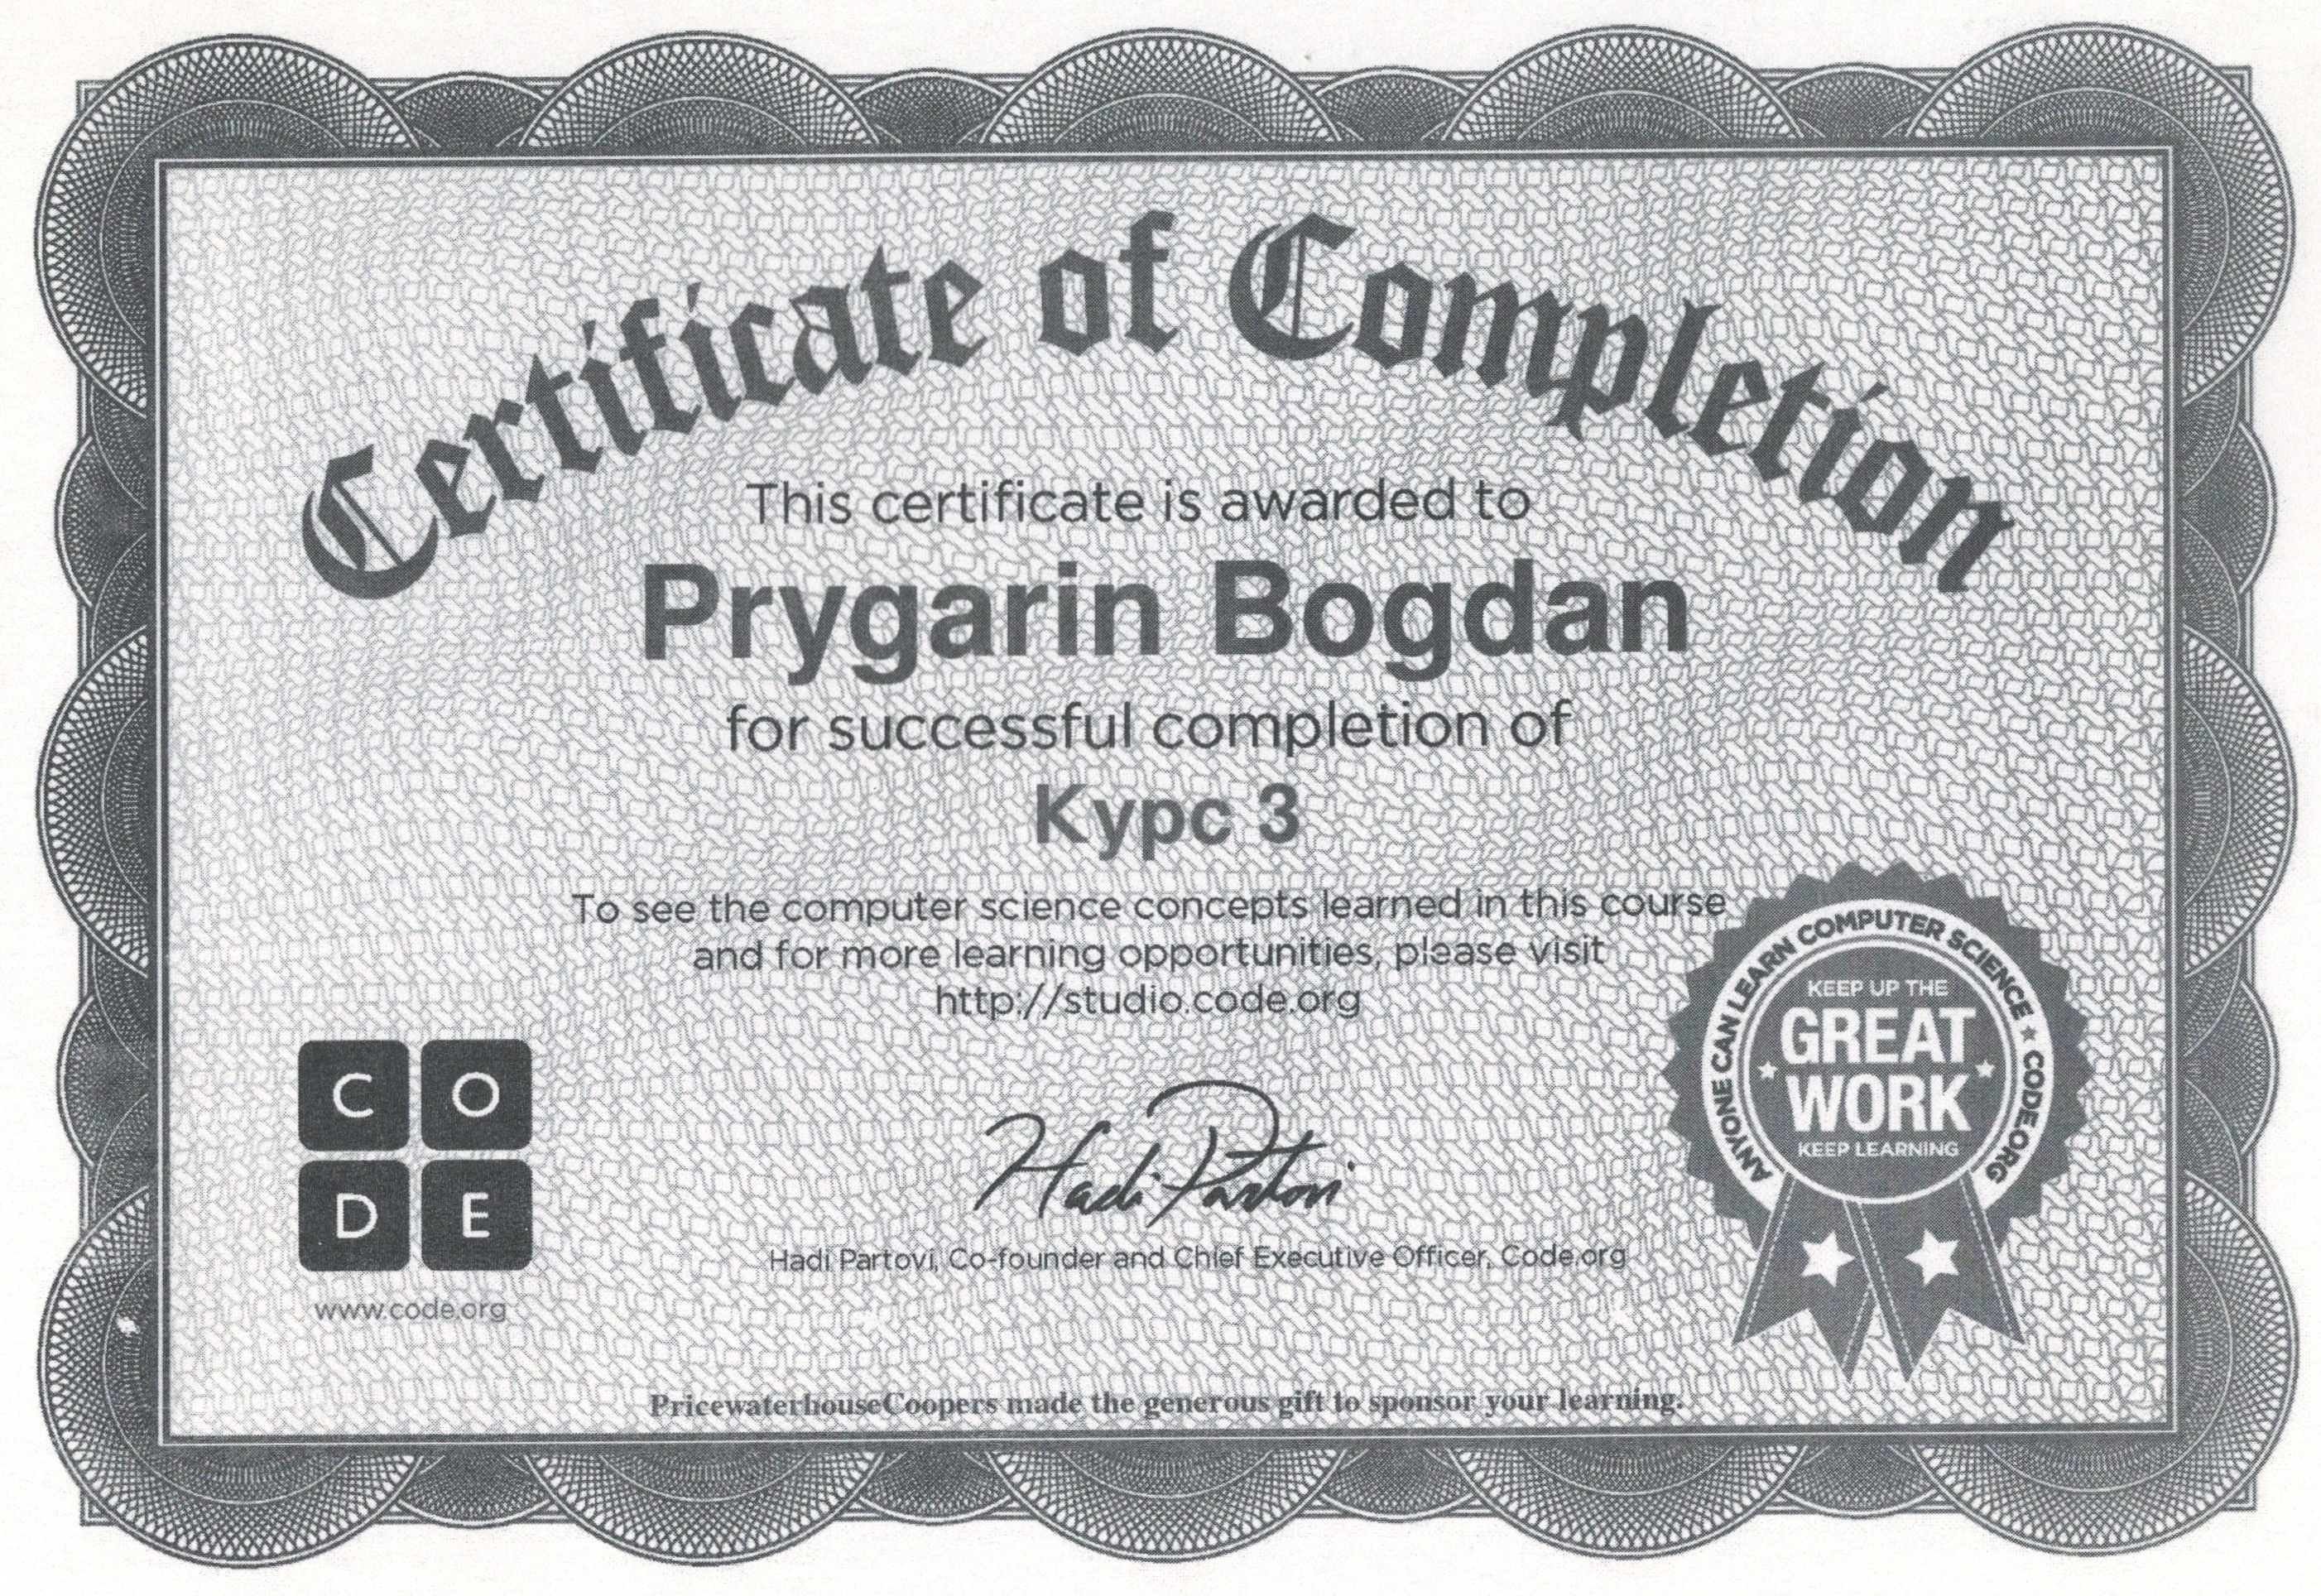 Certificate of Completion
This certificate is awarded to
Prygarin Bogdan
for successful completion of
Курс 3
To see the computer science concepts learned in this course
and for more learning opportunities, please visit
http://studio.code.org
ANYONE CAN LEARN COMPUTER SCIENCE ★ CODE.ORG
KEEP UP THE
GREAT
WORK
KEEP LEARNING
C O
D E
www.code.org
Hadi Partovi
Hadi Partovi, Co-founder and Chief Executive Officer, Code.org
PricewaterhouseCoopers made the generous gift to sponsor your learning.